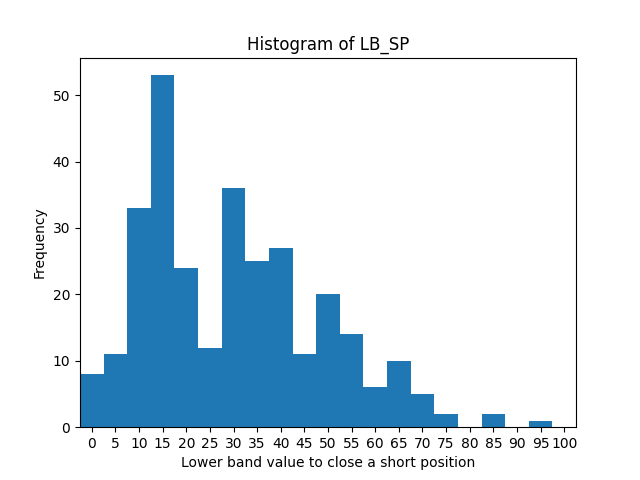 Histogram of LB_SP
Frequency
50
40
30
20
10
0
0 5 10 15 20 25 30 35 40 45 50 55 60 65 70 75 80 85 90 95 100
Lower band value to close a short position